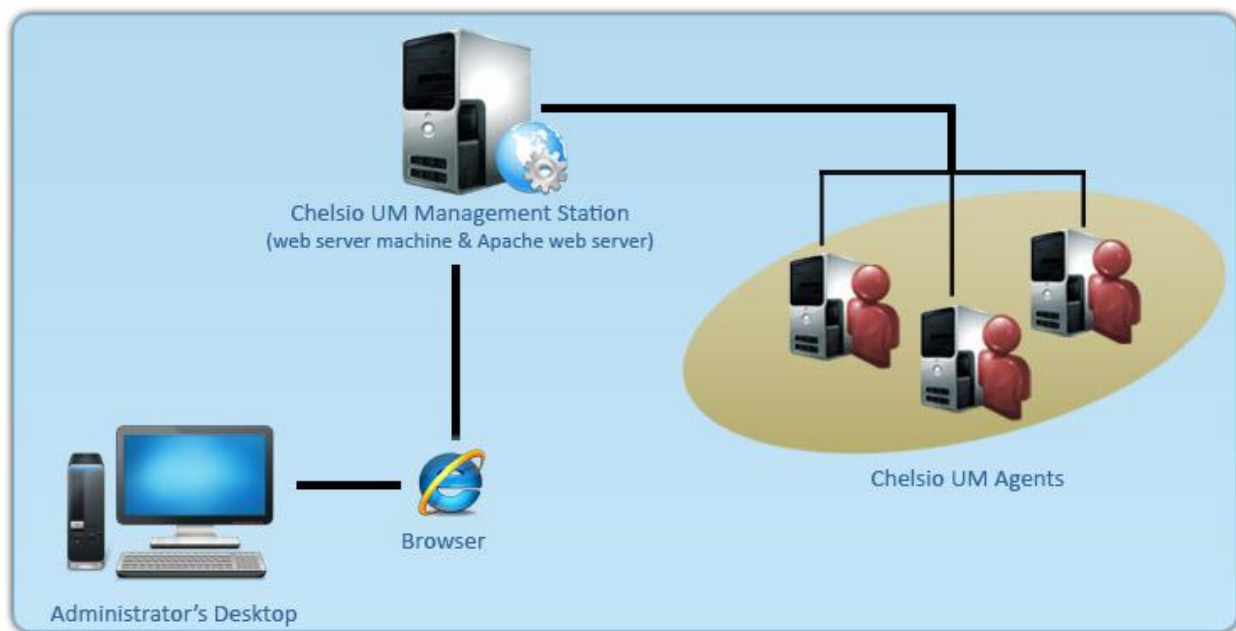 Chelsio UM Management Station
(web server machine & Apache web server)
Chelsio UM Agents
Browser
Administrator's Desktop